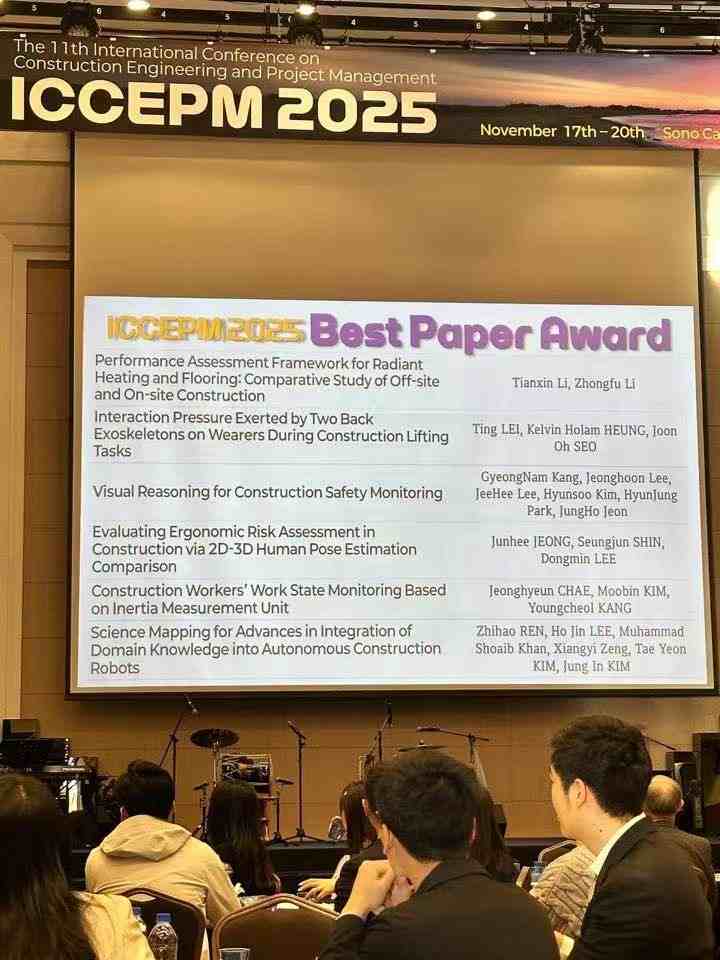 The 11th International Conference on
Construction Engineering and Project Management
ICCEPM 2025
November 17th – 20th Sono
ICCEPM 2025 Best Paper Award
Performance Assessment Framework for Radiant
Heating and Flooring: Comparative Study of Off-site
and On-site Construction
Tianxin Li, Zhongfu Li
Interaction Pressure Exerted by Two Back
Exoskeletons on Wearers During Construction Lifting
Tasks
Ting LEI, Kelvin Holam HEUNG, Joon
Oh SEO
Visual Reasoning for Construction Safety Monitoring
GyeongNam Kang, Jeonghoon Lee,
JeeHee Lee, Hyunsoo Kim, HyunJung
Park, JungHo Jeon
Evaluating Ergonomic Risk Assessment in
Construction via 2D-3D Human Pose Estimation
Comparison
Junhee JEONG, Seungjun SHIN,
Dongmin LEE
Construction Workers' Work State Monitoring Based
on Inertia Measurement Unit
Jeonghyeun CHAE, Moobin KIM,
Youngcheol KANG
Science Mapping for Advances in Integration of
Domain Knowledge into Autonomous Construction
Robots
Zhihao REN, Ho Jin LEE, Muhammad
Shoaib Khan, Xiangyi Zeng, Tae Yeon
KIM, Jung In KIM